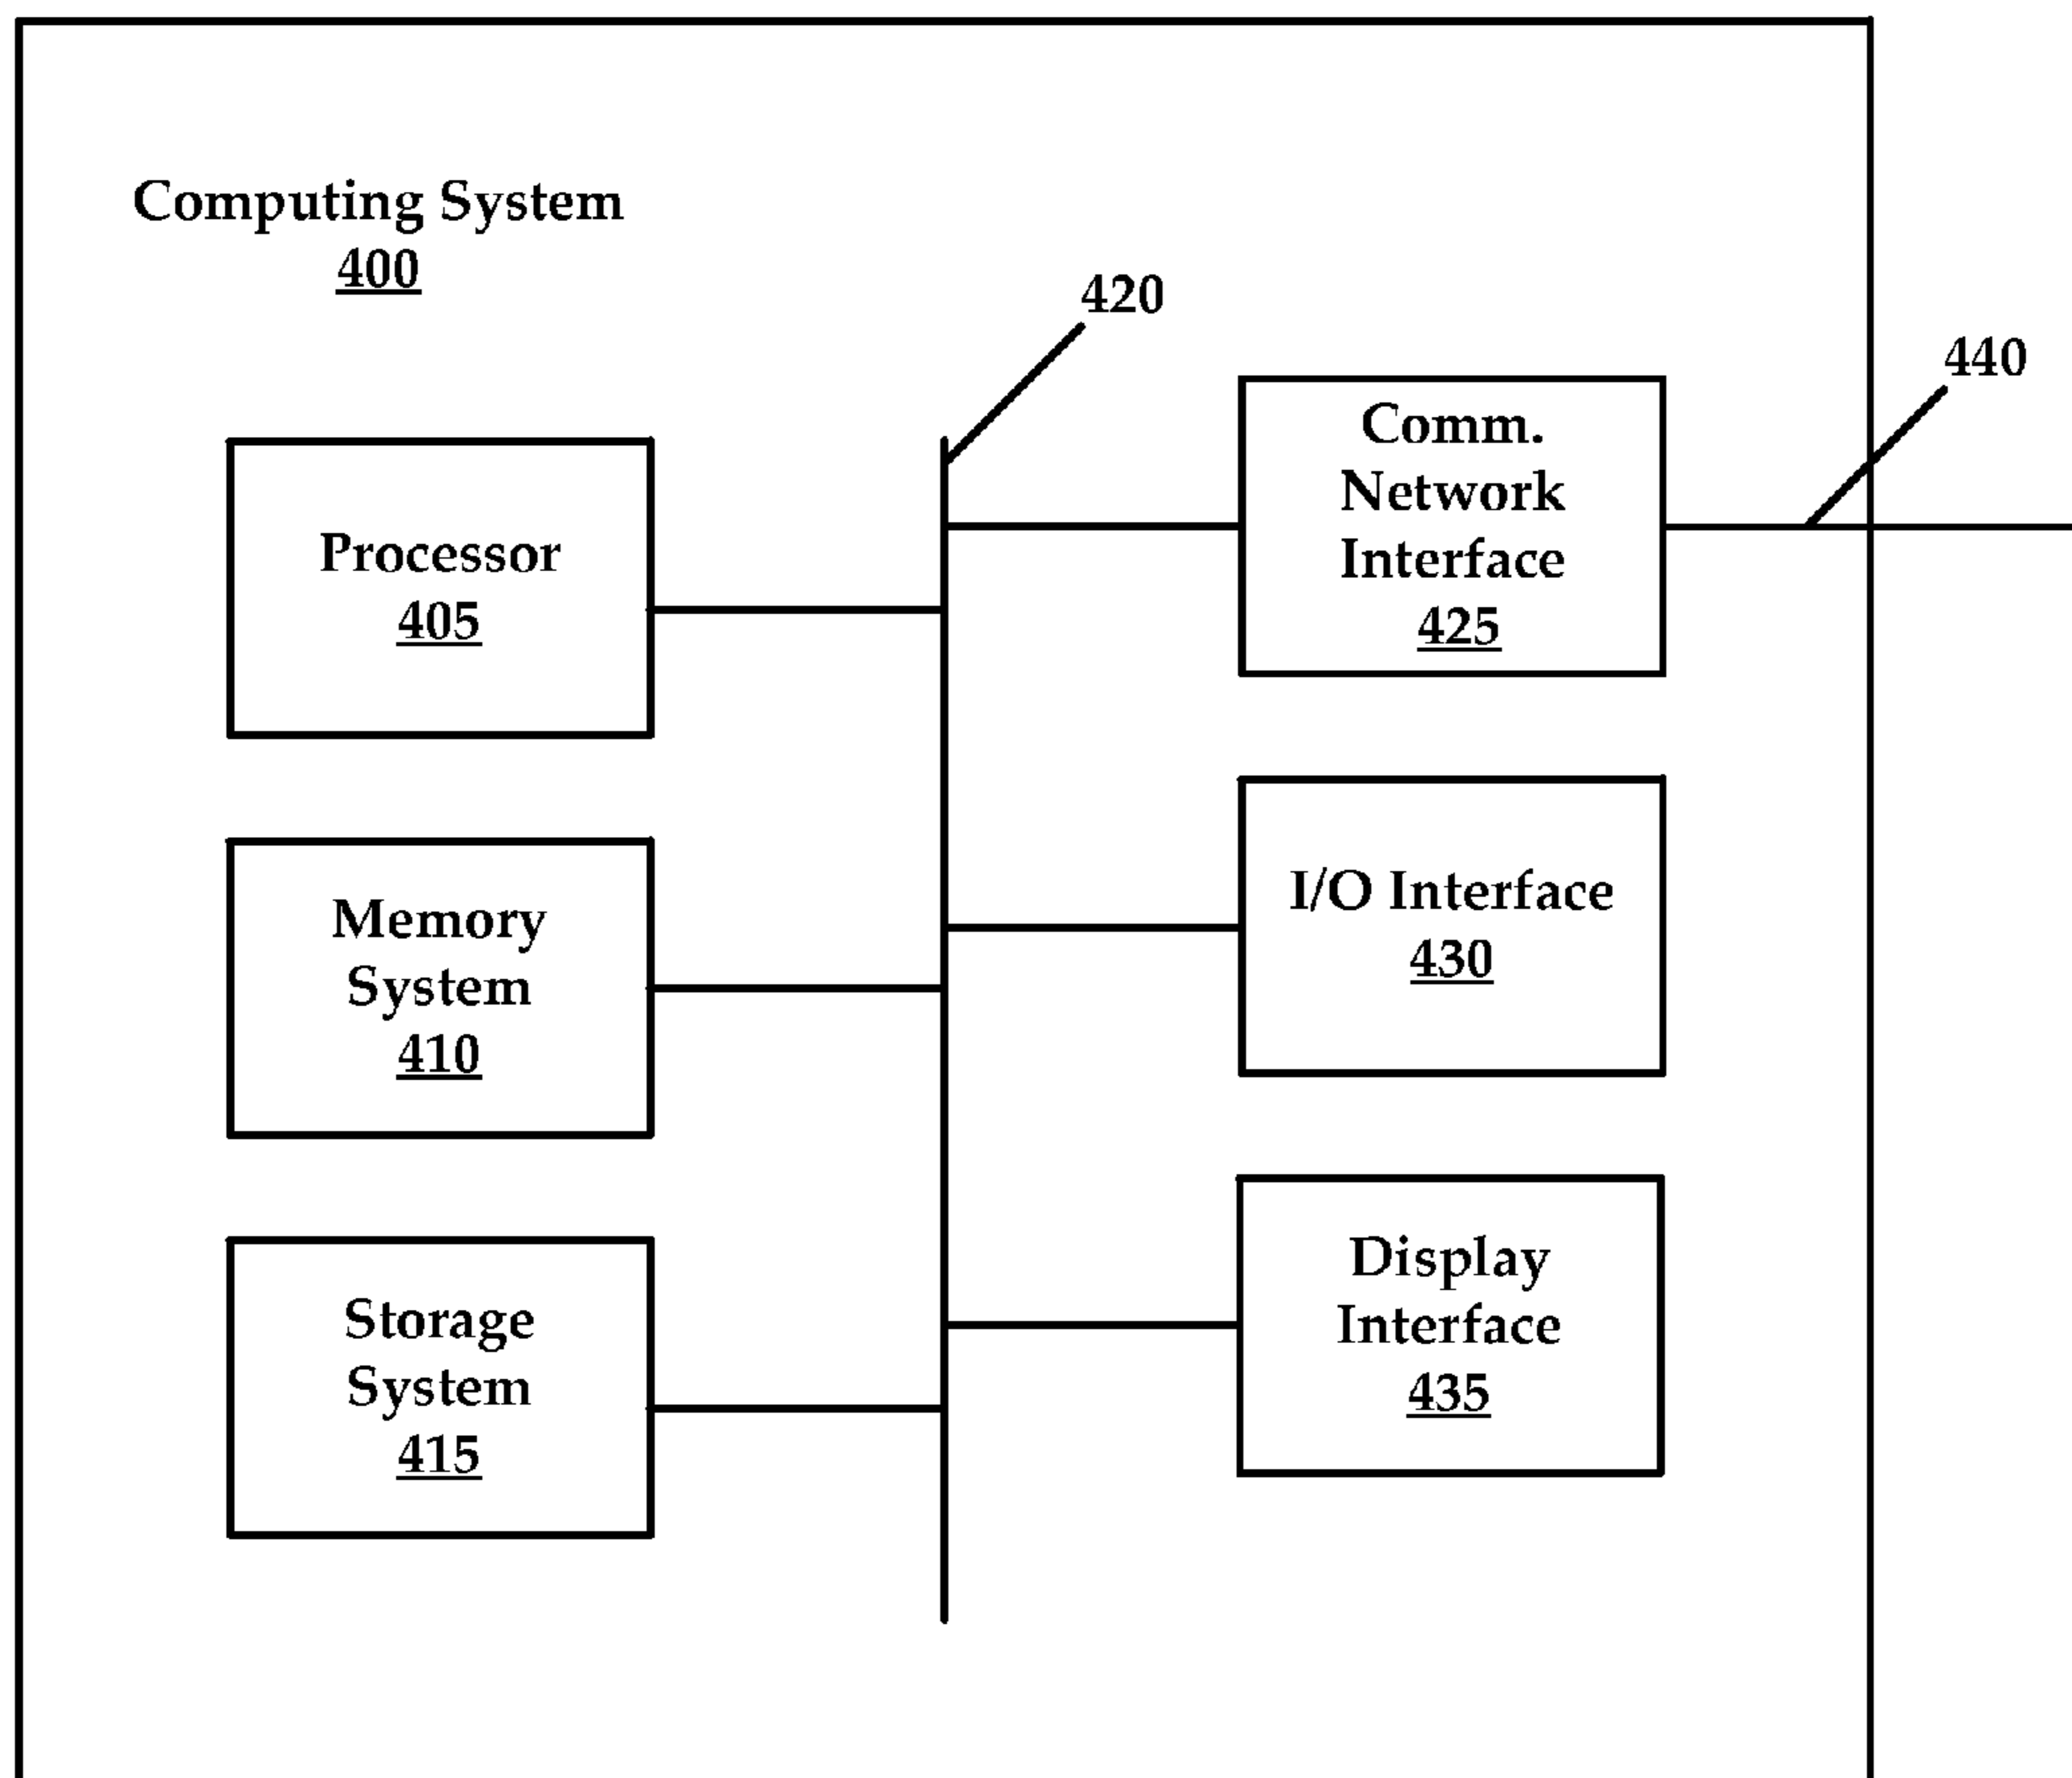 Computing System
400
420
440
Processor
405
Comm.
Network
Interface
425
Memory
System
410
I/O Interface
430
Storage
System
415
Display
Interface
435